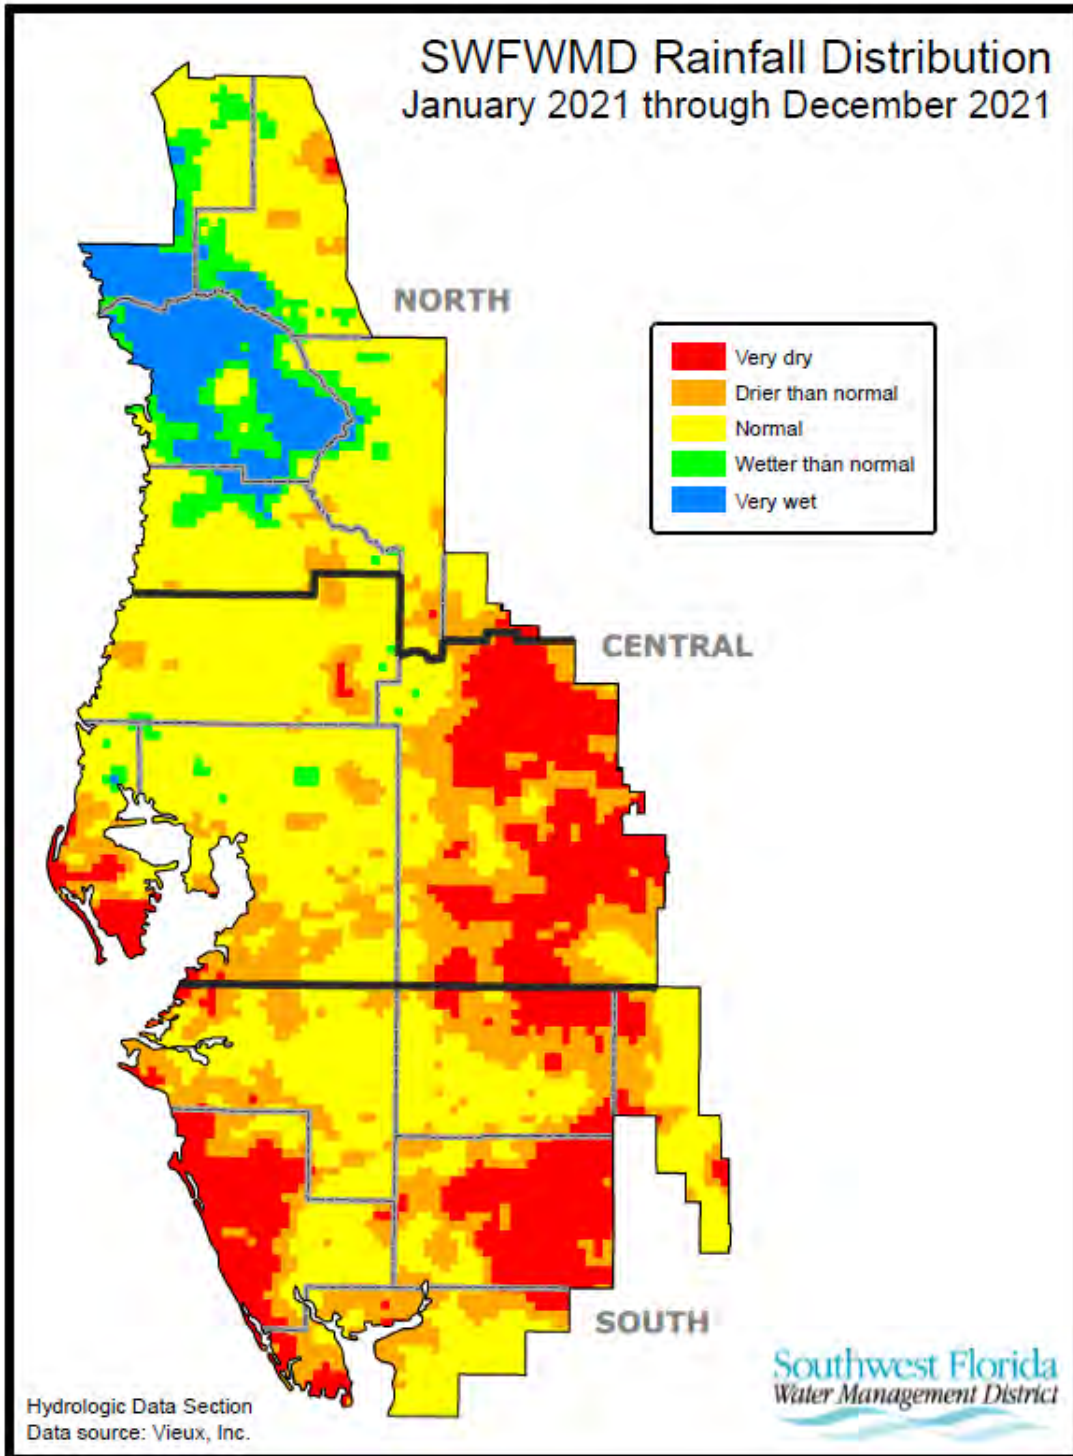 SWFWMD Rainfall Distribution
January 2021 through December 2021
NORTH
Very dry
Drier than normal
Normal
Wetter than normal
Very wet
CENTRAL
SOUTH
Southwest Florida
Water Management District
Hydrologic Data Section
Data source: Vieux, Inc.